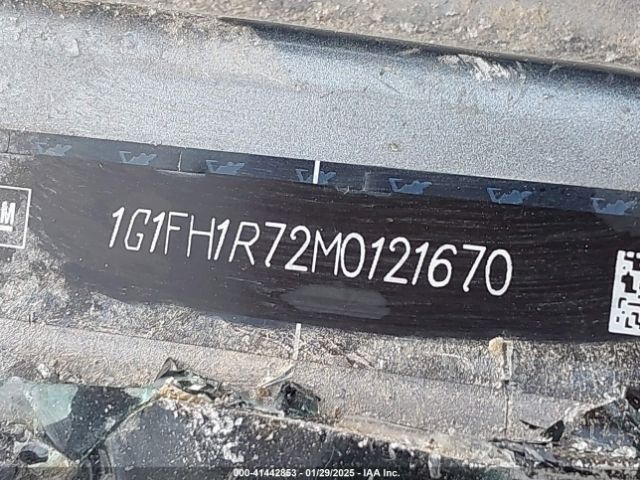 M
1G1FH1R72M0121670
000-41442853 - 01/29/2025 - IAA Inc.